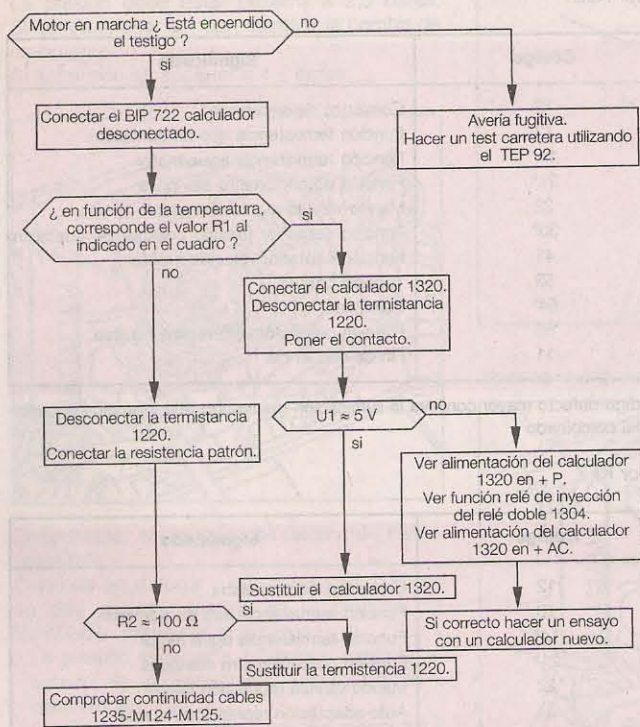 Motor en marcha ¿ Está encendido
el testigo ?
no
si
Conectar el BIP 722 calculador
desconectado.
Avería fugitiva.
Hacer un test carretera utilizando
el TEP 92.
¿ en función de la temperatura,
corresponde el valor R1 al
indicado en el cuadro ?
si
no
Conectar el calculador 1320.
Desconectar la termistancia
1220.
Poner el contacto.
Desconectar la termistancia
1220.
Conectar la resistencia patrón.
U1 ≈ 5 V
no
si
Ver alimentación del calculador
1320 en + P.
Ver función relé de inyección
del relé doble 1304.
Ver alimentación del calculador
1320 en + AC.
Sustituir el calculador 1320.
R2 ≈ 100 Ω
si
no
Si correcto hacer un ensayo
con un calculador nuevo.
Sustituir la termistencia 1220.
Comprobar continuidad cables
1235-M124-M125.